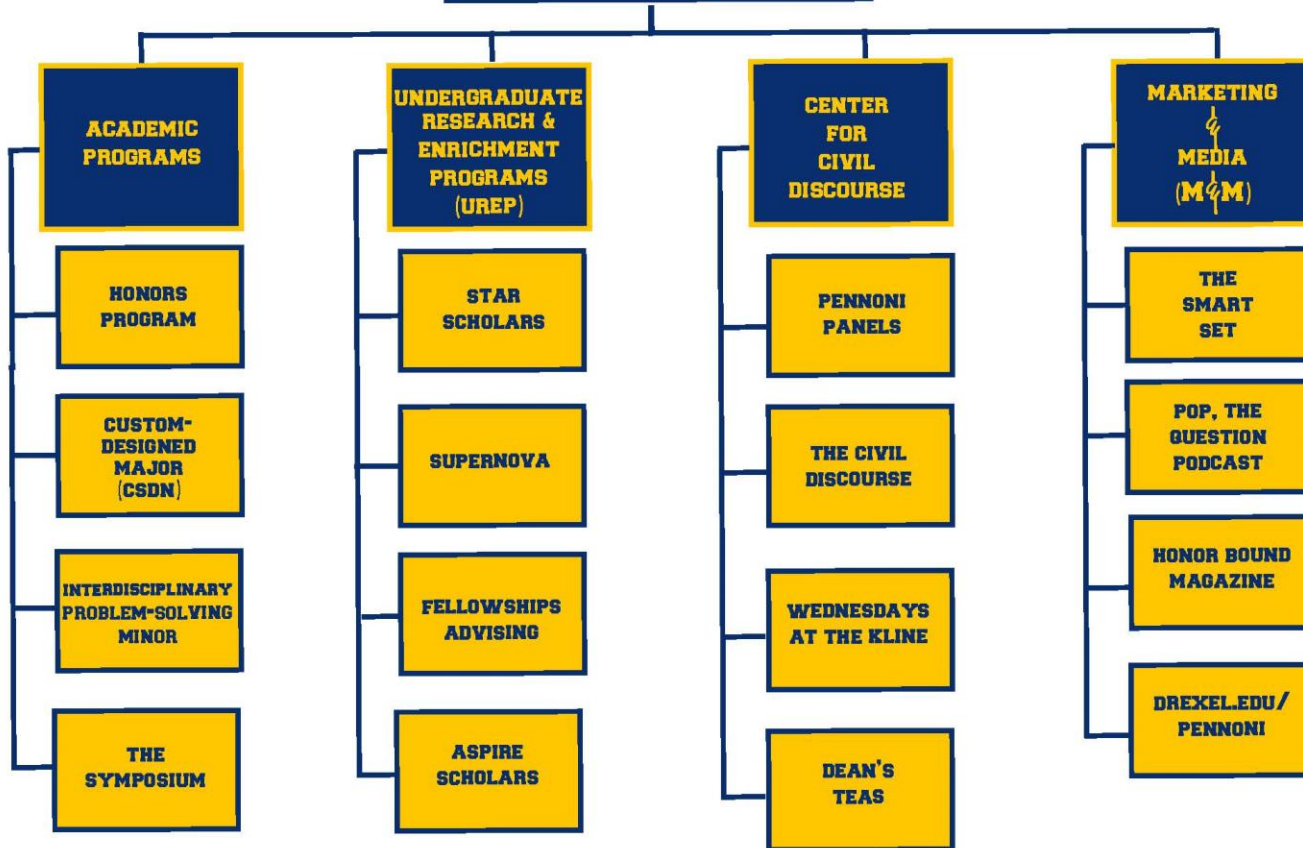 ACADEMIC
PROGRAMS
HONORS
PROGRAM
CUSTOM-
DESIGNED
MAJOR
(CSDN)
INTERDISCIPLINARY
PROBLEM-SOLVING
MINOR
THE
SYMPOSIUM
UNDERGRADUATE
RESEARCH &
ENRICHMENT
PROGRAMS
(UREP)
STAR
SCHOLARS
SUPERNOVA
FELLOWSHIPS
ADVISING
ASPIRE
SCHOLARS
CENTER
FOR
CIVIL
DISCOURSE
PENNONI
PANELS
THE CIVIL
DISCOURSE
WEDNESDAYS
AT THE KLINE
DEAN'S
TEAS
MARKETING
&
MEDIA
(M&M)
THE
SMART
SET
POP, THE
QUESTION
PODCAST
HONOR BOUND
MAGAZINE
DREXEL.EDU/
PENNONI